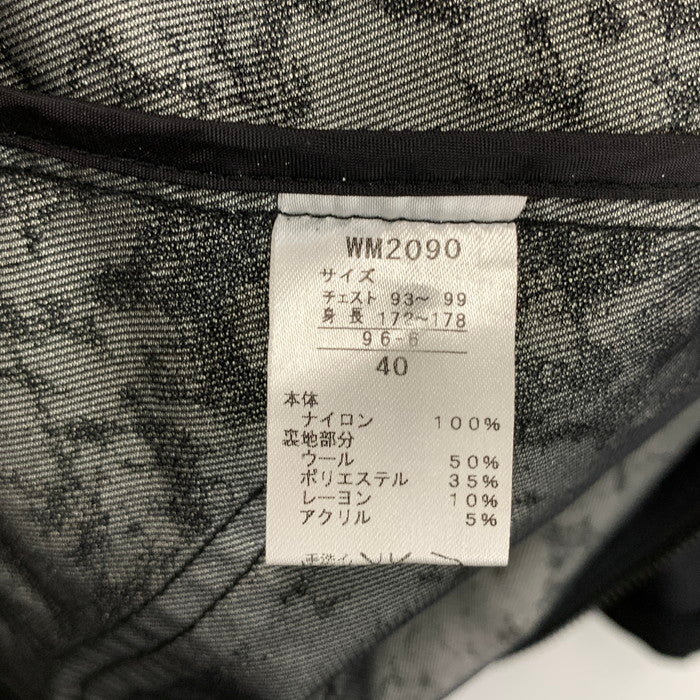 WM2090
サイズ
チェスト 93～ 99
身 長 172～178
96-6
40
本体
ナイロン 100%
裏地部分
ウール 50%
ポリエステル 35%
レーヨン 10%
アクリル 5%